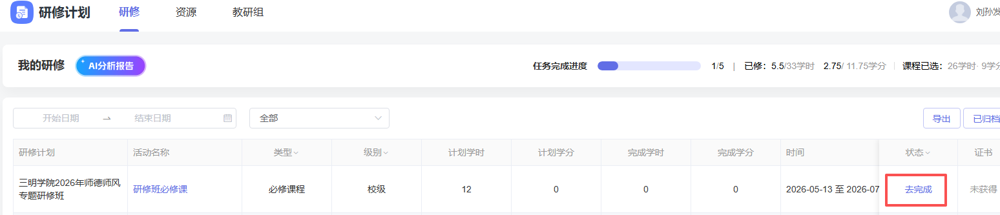 研修计划 研修 资源 教研组 刘孙发
我的研修 AI分析报告 任务完成进度 1/5 | 已修：5.5/33学时 2.75/ 11.75学分 课程已选：26学时· 9学分
开始日期 → 结束日期 全部 导出 已归档
研修计划 活动名称 类型 级别 计划学时 计划学分 完成学时 完成学分 时间 状态 证书
三明学院2026年师德师风
专题研修班 研修班必修课 必修课程 校级 12 0 0 0 2026-05-13 至 2026-07 去完成 未获得